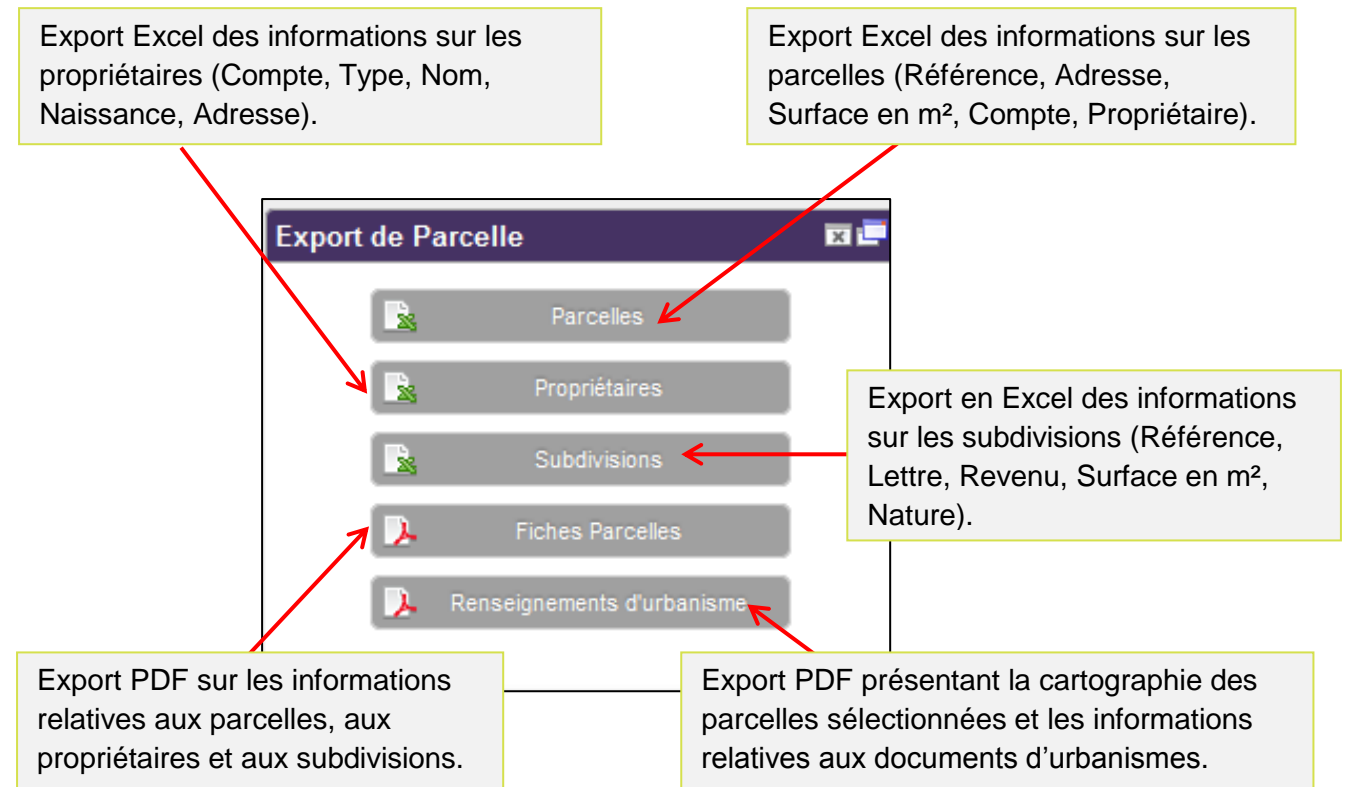 Export Excel des informations sur les
propriétaires (Compte, Type, Nom,
Naissance, Adresse).
Export Excel des informations sur les
parcelles (Référence, Adresse,
Surface en m², Compte, Propriétaire).
Export de Parcelle
Parcelles
Propriétaires
Subdivisions
Fiches Parcelles
Renseignements d'urbanisme
Export en Excel des informations
sur les subdivisions (Référence,
Lettre, Revenu, Surface en m²,
Nature).
Export PDF sur les informations
relatives aux parcelles, aux
propriétaires et aux subdivisions.
Export PDF présentant la cartographie des
parcelles sélectionnées et les informations
relatives aux documents d’urbanismes.